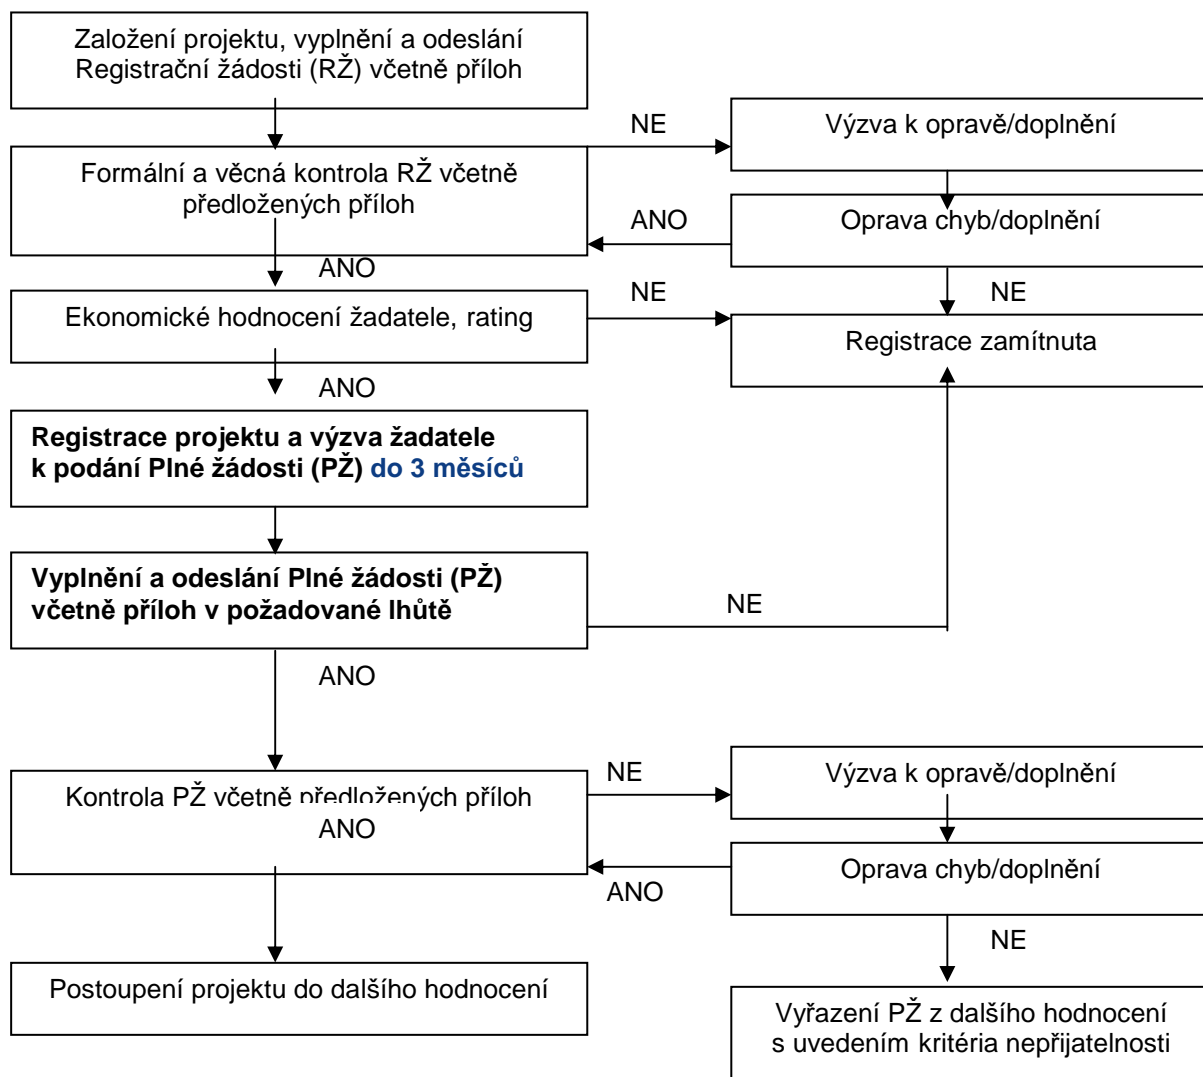 Založení projektu, vyplnění a odeslání
Registrační žádosti (RŽ) včetně příloh
NE
Výzva k opravě/doplnění
Formální a věcná kontrola RŽ včetně
předložených příloh
ANO
Oprava chyb/doplnění
ANO
NE
NE
Ekonomické hodnocení žadatele, rating
Registrace zamítnuta
ANO
Registrace projektu a výzva žadatele
k podání Plné žádosti (PŽ) do 3 měsíců
Vyplnění a odeslání Plné žádosti (PŽ)
včetně příloh v požadované lhůtě
NE
ANO
NE
Výzva k opravě/doplnění
Kontrola PŽ včetně předložených příloh
ANO
Oprava chyb/doplnění
ANO
NE
Postoupení projektu do dalšího hodnocení
Vyřazení PŽ z dalšího hodnocení
s uvedením kritéria nepřijatelnosti